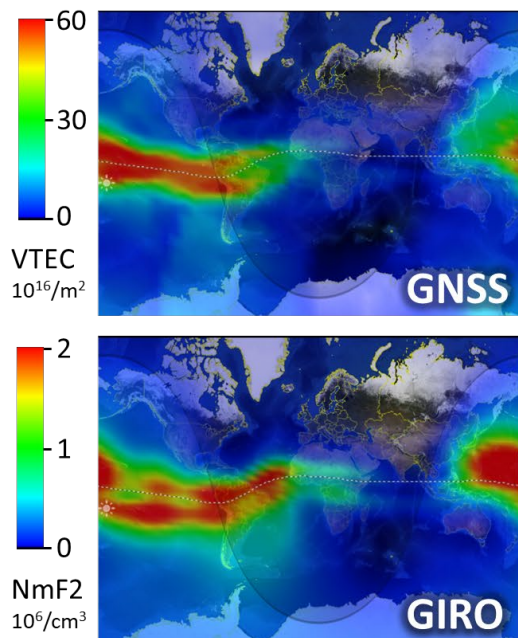 60
30
0
VTEC
10¹⁶/m²
GNSS
2
1
0
NmF2
10⁶/cm³
GIRO